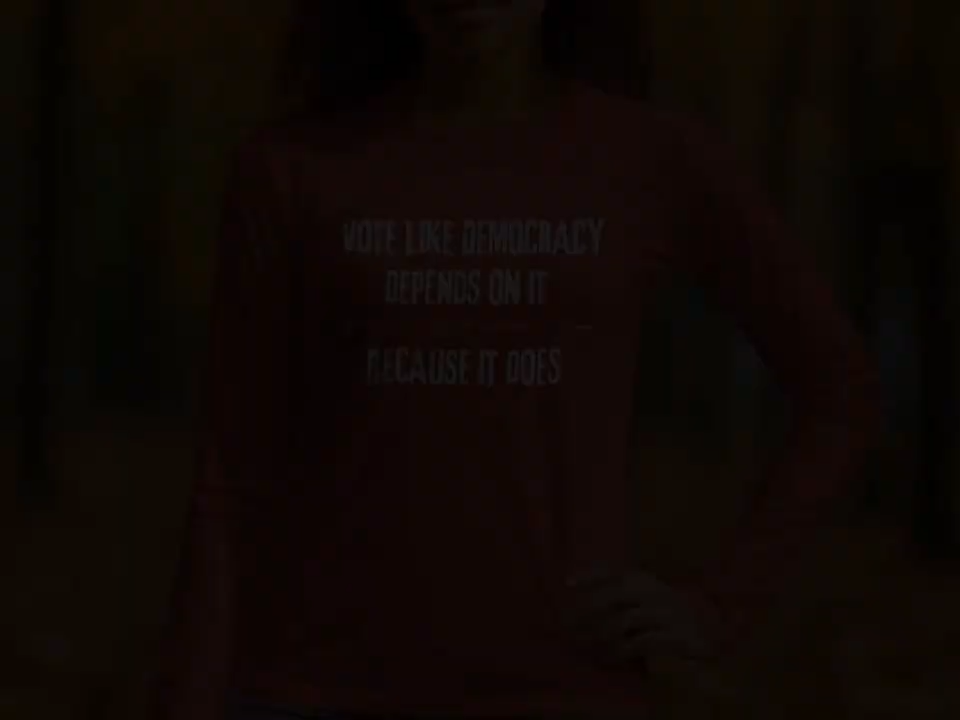 VOTE LIKE DEMOCRACY
DEPENDS ON IT
BECAUSE IT DOES